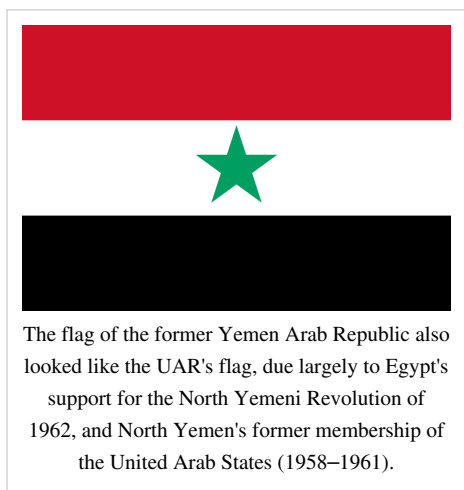 The flag of the former Yemen Arab Republic also
looked like the UAR's flag, due largely to Egypt's
support for the North Yemeni Revolution of
1962, and North Yemen's former membership of
the United Arab States (1958–1961).